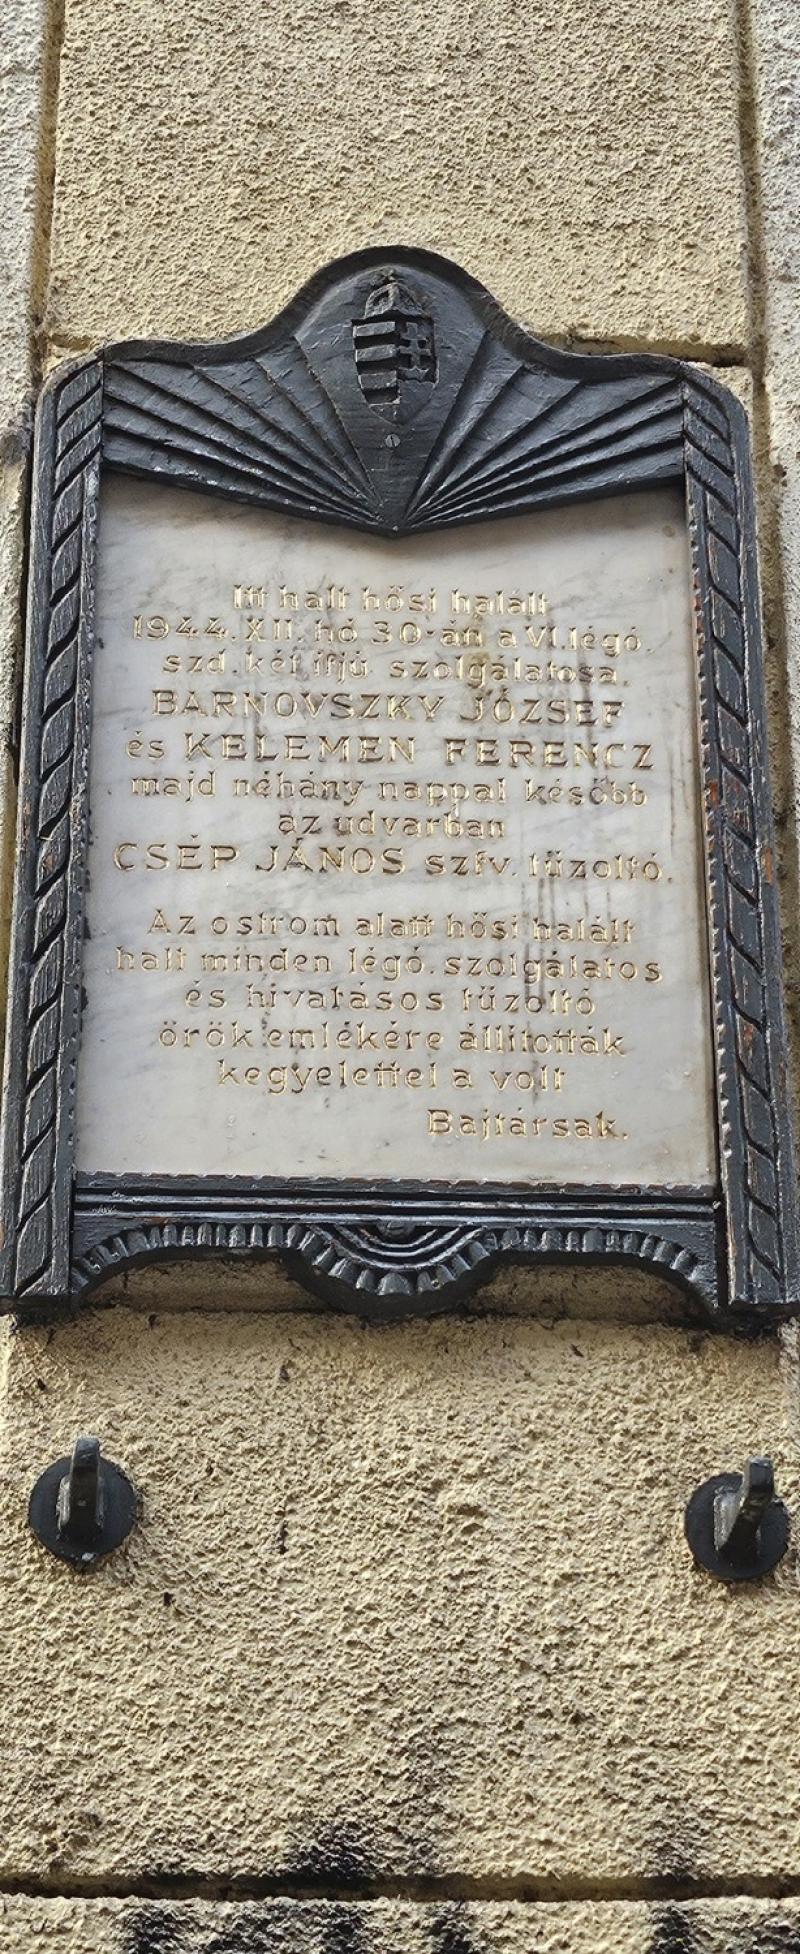 Itt halt hősi halált
1944. XII. hó 30-án a VI. légó.
szd. két ifjú szolgálatosa.
BARNOVSZKY JÓZSEF
és KELEMEN FERENCZ
majd néhány nappal később
az udvarban
CSÉP JÁNOS szfv. tűzoltó.
Az ostrom alatt hősi halált
halt minden légó. szolgálatos
és hivatásos tűzoltó
örök emlékére állították
kegyelettel a volt
Bajtársak.